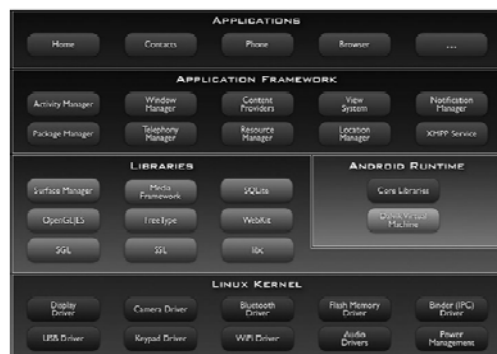 APPLICATIONS
Home Contacts Phone Browser ...
APPLICATION FRAMEWORK
Activity Manager Window Manager Content Providers View System Notification Manager
Package Manager Telephony Manager Resource Manager Location Manager XMPP Service
LIBRARIES
Surface Manager Media Framework SQLite
OpenGL|ES FreeType WebKit
SGL SSL libc
ANDROID RUNTIME
Core Libraries
Dalvik Virtual Machine
LINUX KERNEL
Display Driver Camera Driver Bluetooth Driver Flash Memory Driver Binder (IPC) Driver
USB Driver Keypad Driver WiFi Driver Audio Drivers Power Management